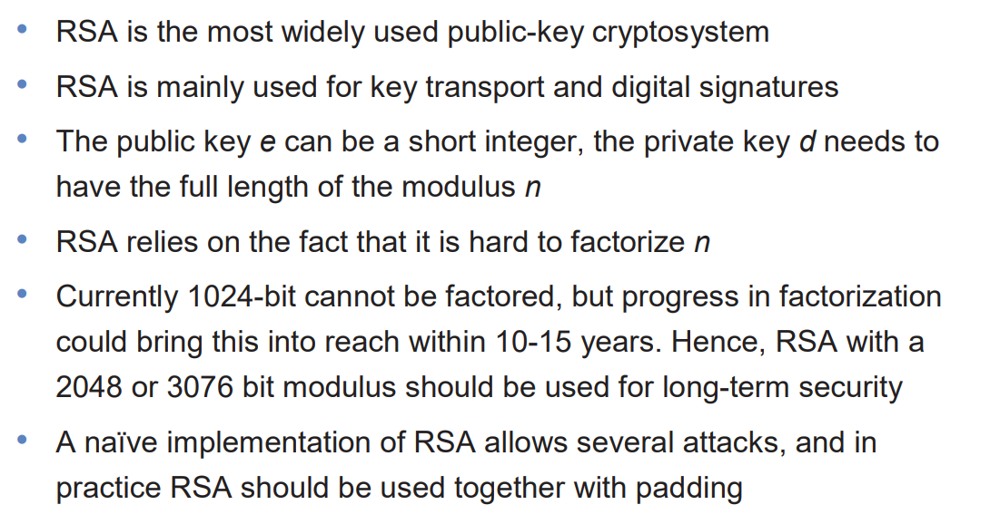 • RSA is the most widely used public-key cryptosystem
• RSA is mainly used for key transport and digital signatures
• The public key e can be a short integer, the private key d needs to
have the full length of the modulus n
• RSA relies on the fact that it is hard to factorize n
• Currently 1024-bit cannot be factored, but progress in factorization
could bring this into reach within 10-15 years. Hence, RSA with a
2048 or 3076 bit modulus should be used for long-term security
• A naïve implementation of RSA allows several attacks, and in
practice RSA should be used together with padding